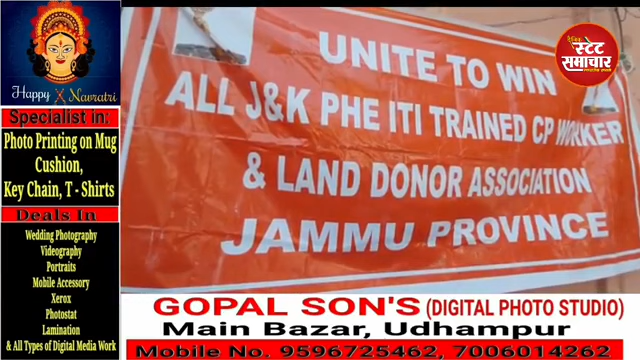 Happy Navratri
Specialist in:
Photo Printing on Mug
Cushion,
Key Chain, T - Shirts
Deals In
Wedding Photography
Videography
Portraits
Mobile Accessory
Xerox
Photostat
Lamination
& All Types of Digital Media Work
स्टेट
समाचार
UNITE TO WIN
ALL J&K PHE ITI TRAINED CP WORKER
& LAND DONOR ASSOCIATION
JAMMU PROVINCE
GOPAL SON'S (DIGITAL PHOTO STUDIO)
Main Bazar, Udhampur
Mobile No. 9596725462, 7006014262